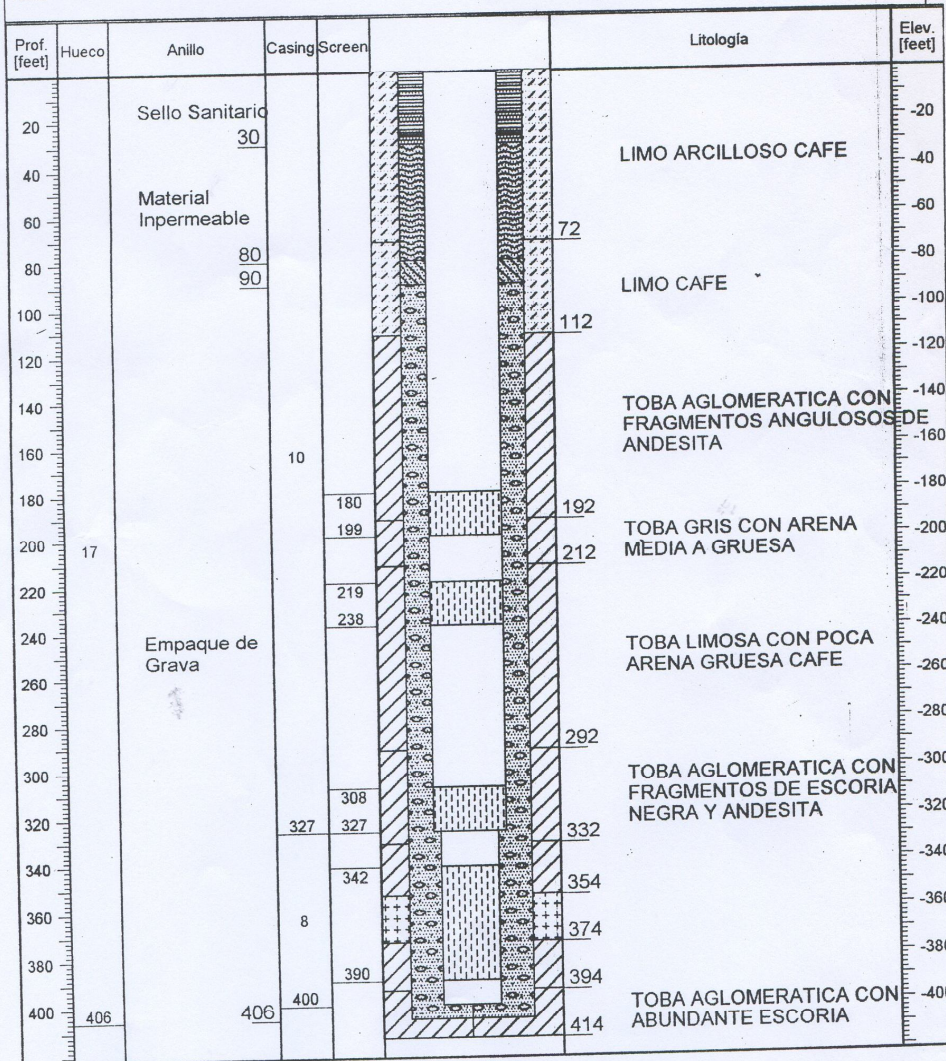 Prof. [feet]
Hueco
Anillo
Casing
Screen
Litología
Elev. [feet]
20
40
60
80
100
120
140
160
180
200
220
240
260
280
300
320
340
360
380
400
17
406
Sello Sanitario
30
Material
Inpermeable
80
90
Empaque de
Grava
406
10
327
8
400
180
199
219
238
308
327
342
390
72
112
192
212
292
332
354
374
394
414
LIMO ARCILLOSO CAFE
LIMO CAFE
TOBA AGLOMERATICA CON
FRAGMENTOS ANGULOSOS DE
ANDESITA
TOBA GRIS CON ARENA
MEDIA A GRUESA
TOBA LIMOSA CON POCA
ARENA GRUESA CAFE
TOBA AGLOMERATICA CON
FRAGMENTOS DE ESCORIA
NEGRA Y ANDESITA
TOBA AGLOMERATICA CON
ABUNDANTE ESCORIA
-20
-40
-60
-80
-100
-120
-140
-160
-180
-200
-220
-240
-260
-280
-300
-320
-340
-360
-380
-400